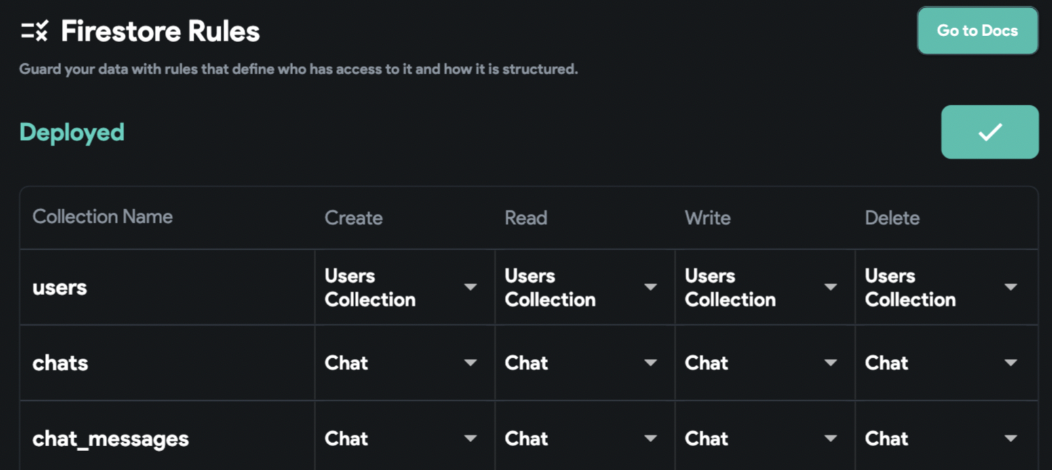 Firestore Rules
Go to Docs
Guard your data with rules that define who has access to it and how it is structured.
Deployed
Collection Name Create Read Write Delete
users Users Collection Users Collection Users Collection Users Collection
chats Chat Chat Chat Chat
chat_messages Chat Chat Chat Chat